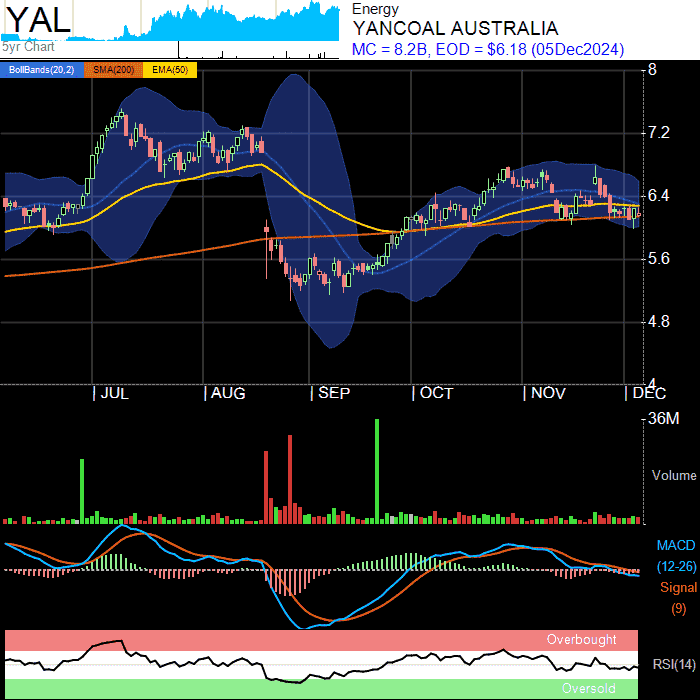 YAL
5yr Chart
Energy
YANCOAL AUSTRALIA
MC = 8.2B, EOD = $6.18 (05Dec2024)
BollBands(20,2) SMA(200) EMA(50)
8
7.2
6.4
5.6
4.8
4
JUL AUG SEP OCT NOV DEC
36M
Volume
MACD
(12-26)
Signal
(9)
Overbought
RSI(14)
Oversold